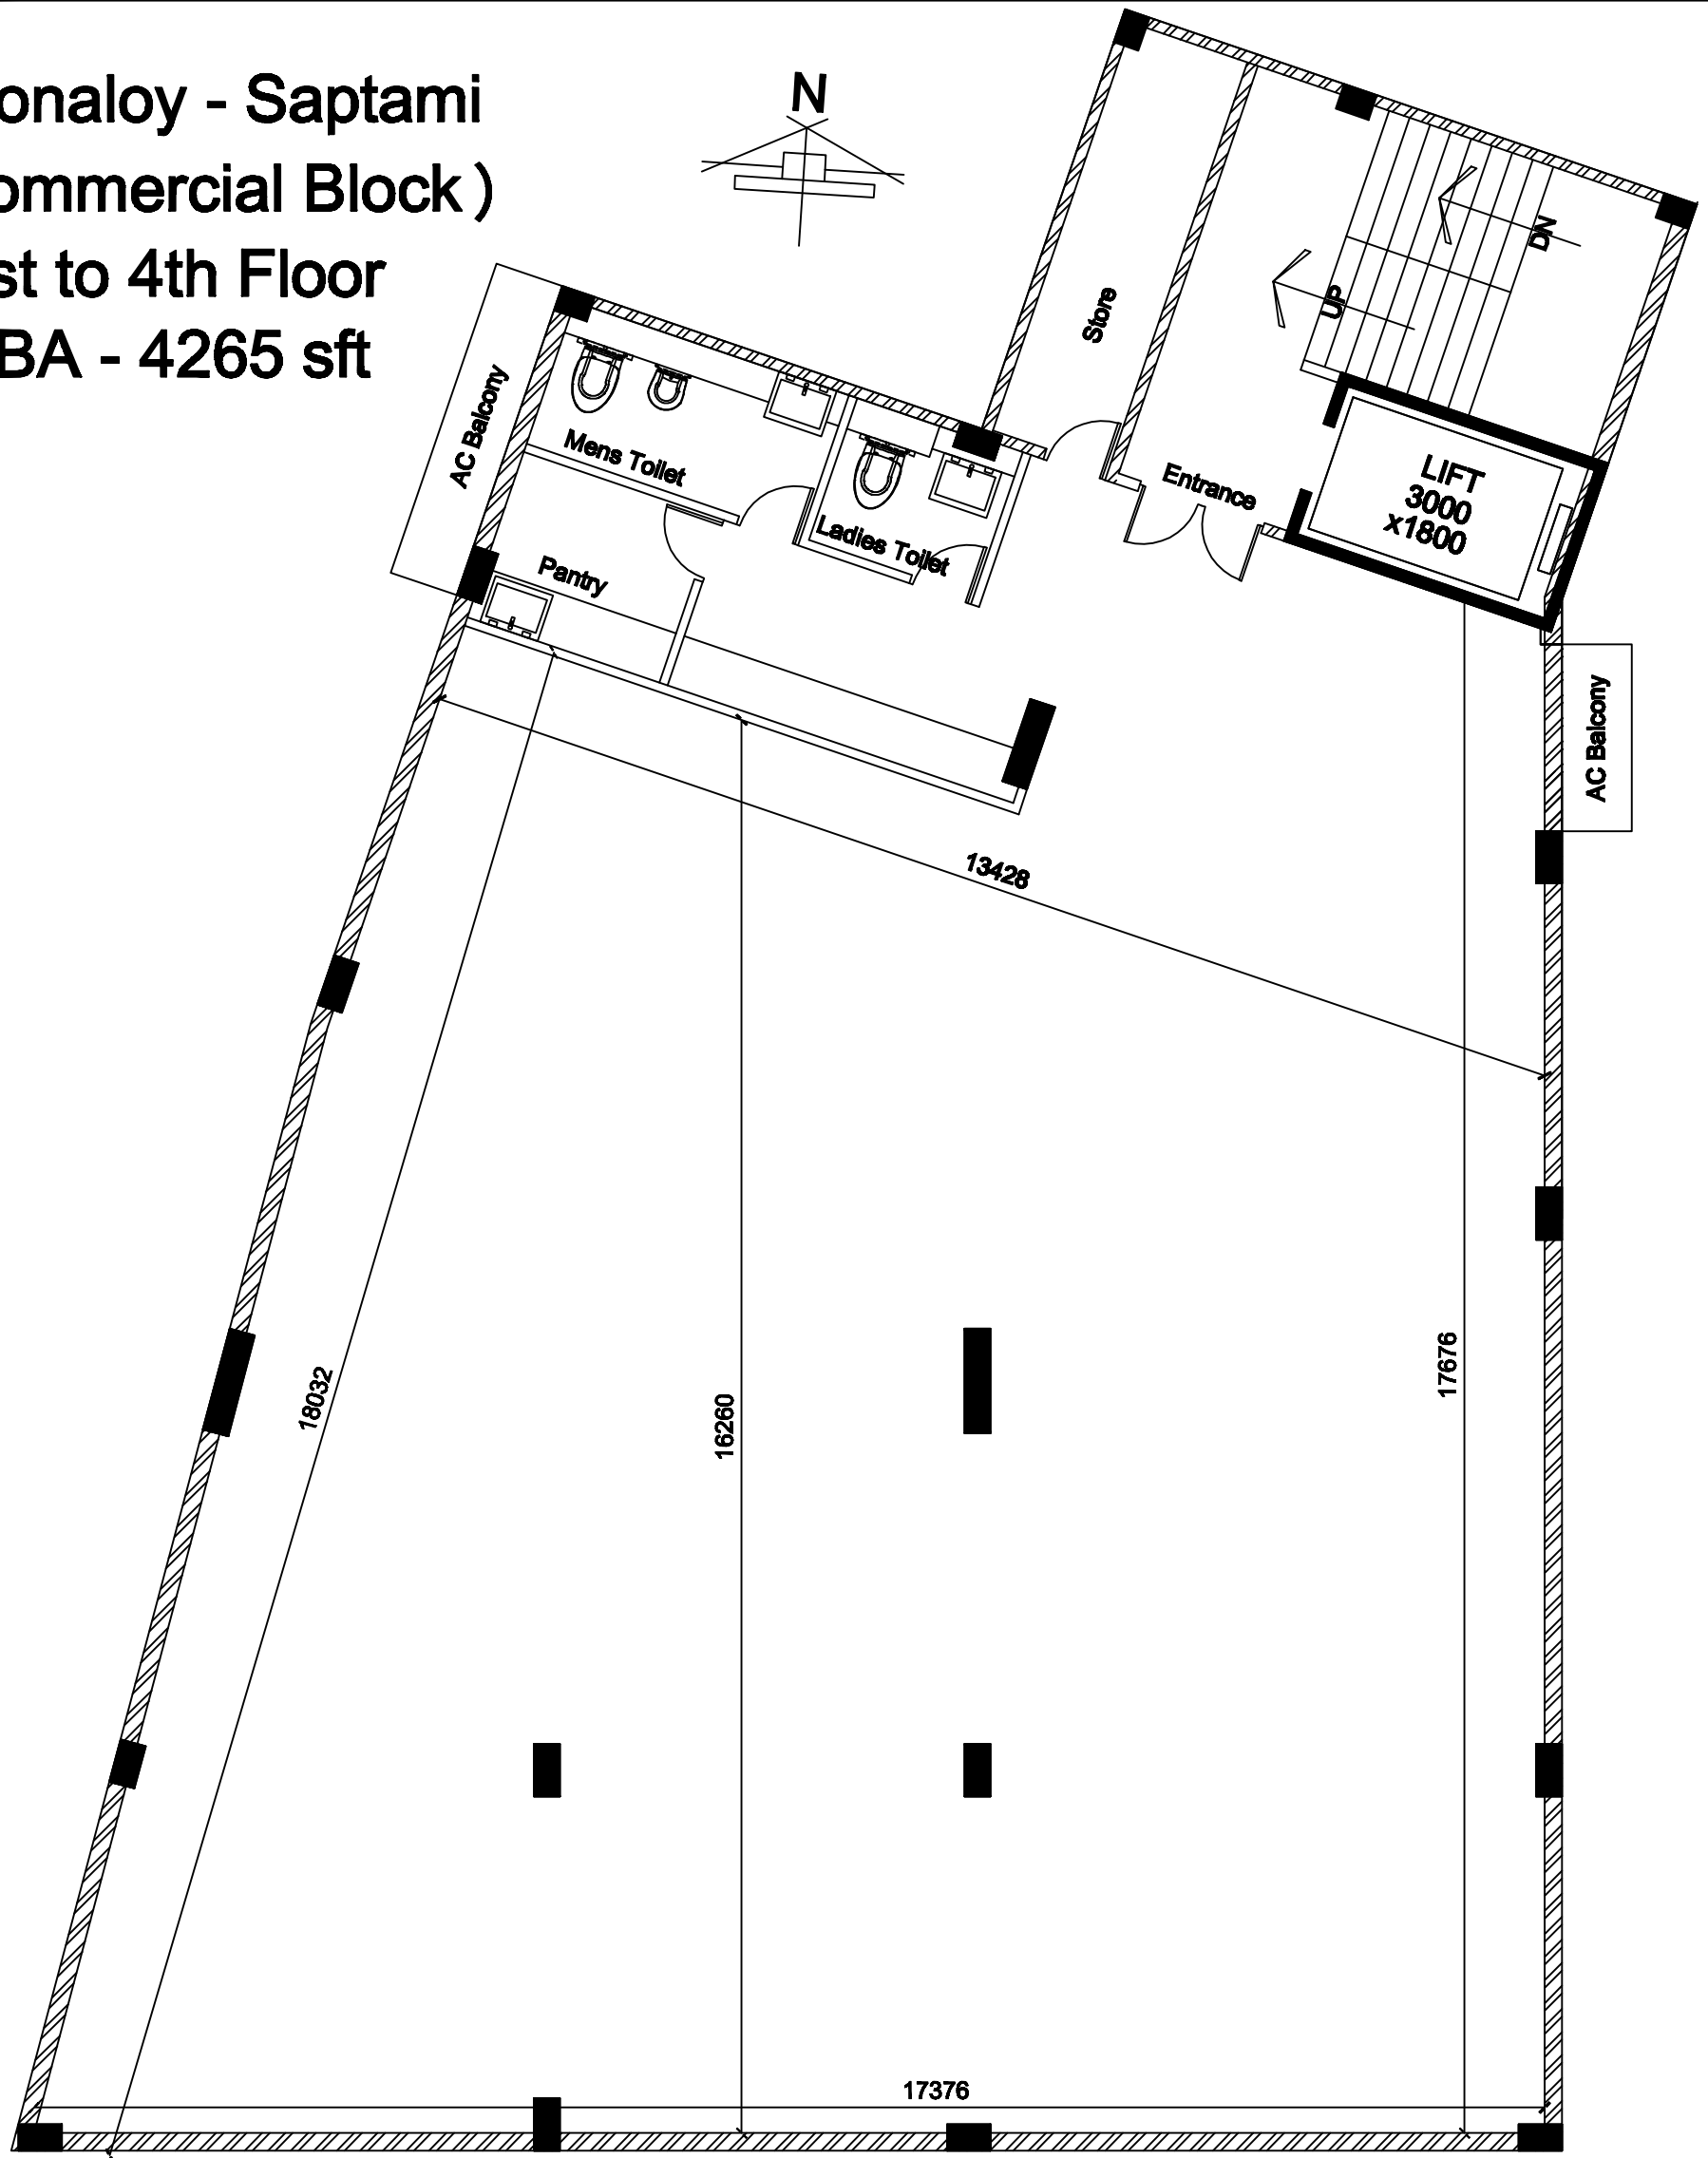 onaloy - Saptami
ommercial Block )
st to 4th Floor
BA - 4265 sft
N
Store
UP
DN
AC Balcony
Mens Toilet
Ladies Toilet
Entrance
LIFT
3000
x1800
Pantry
AC Balcony
13428
18032
16260
17676
17376